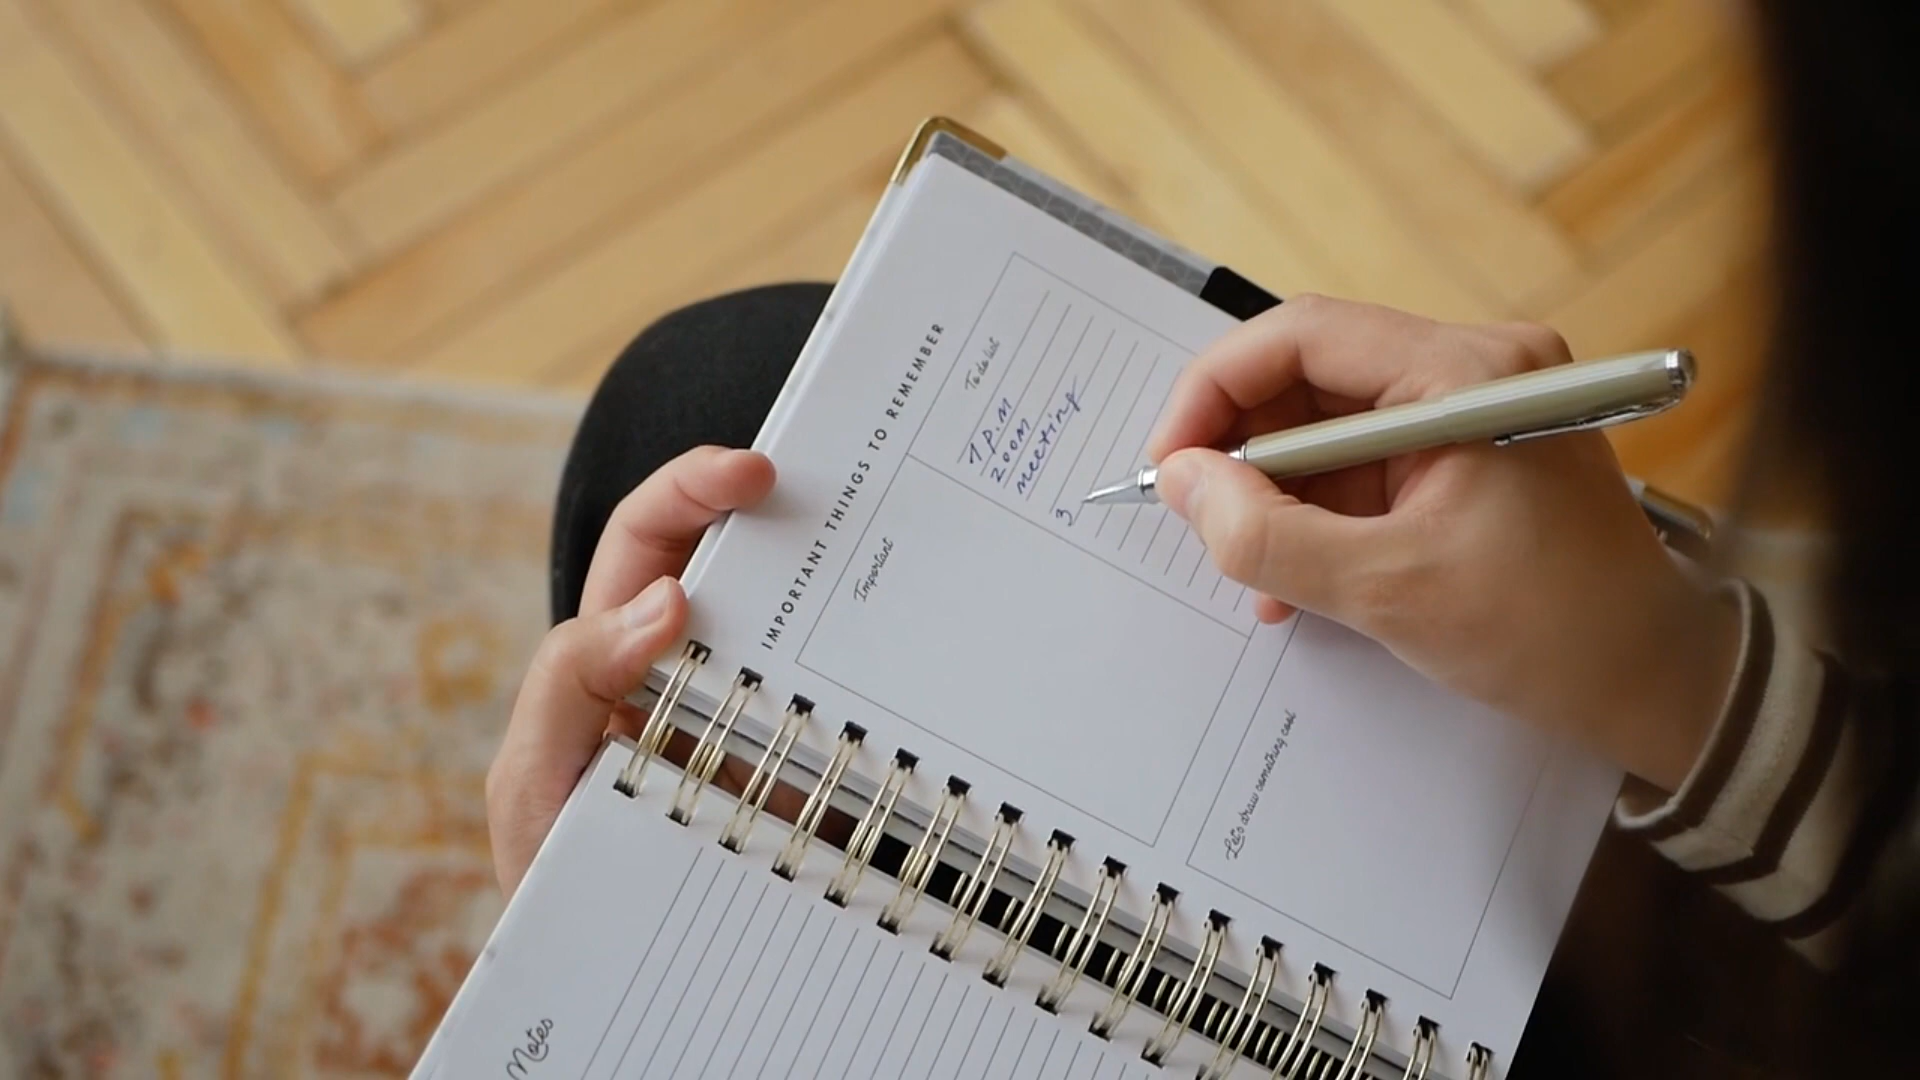 IMPORTANT THINGS TO REMEMBER
To do list
1 P.M
zoom
meeting
3
Important
Let's draw something cool
Notes